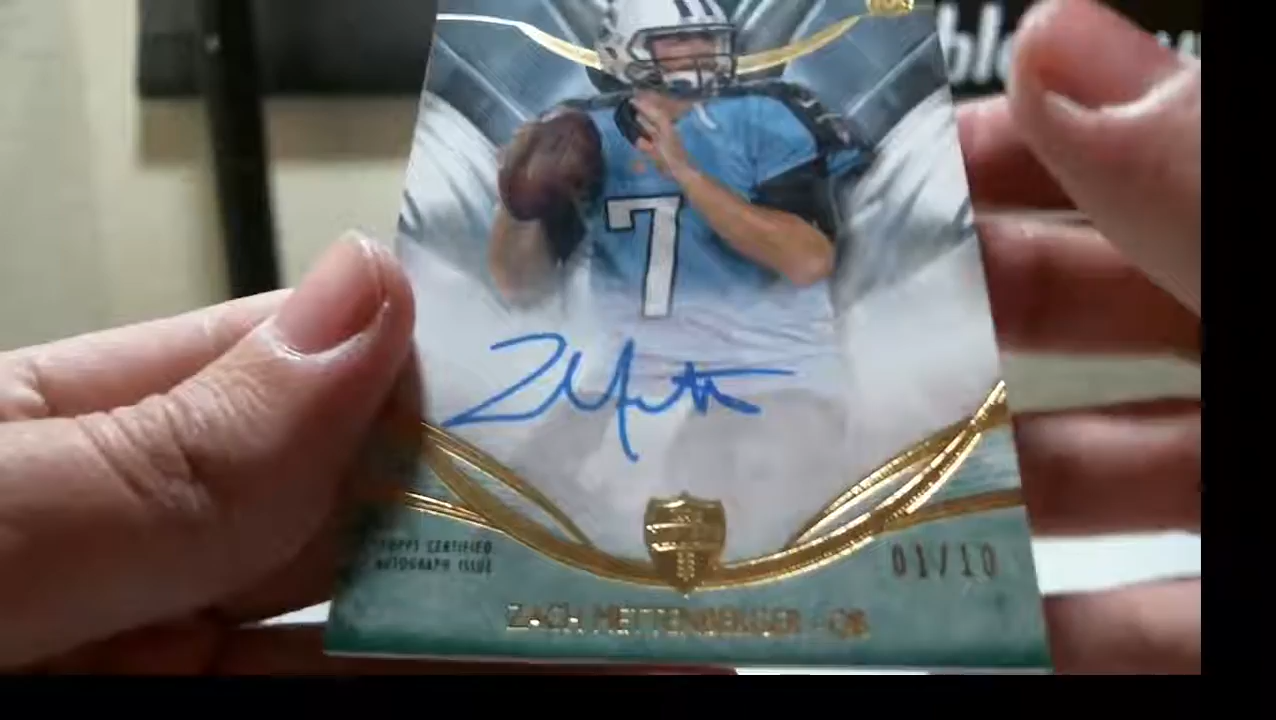 7
TOPPS CERTIFIED
AUTOGRAPH ISSUE
01/10
ZACH METTENBERGER - QB